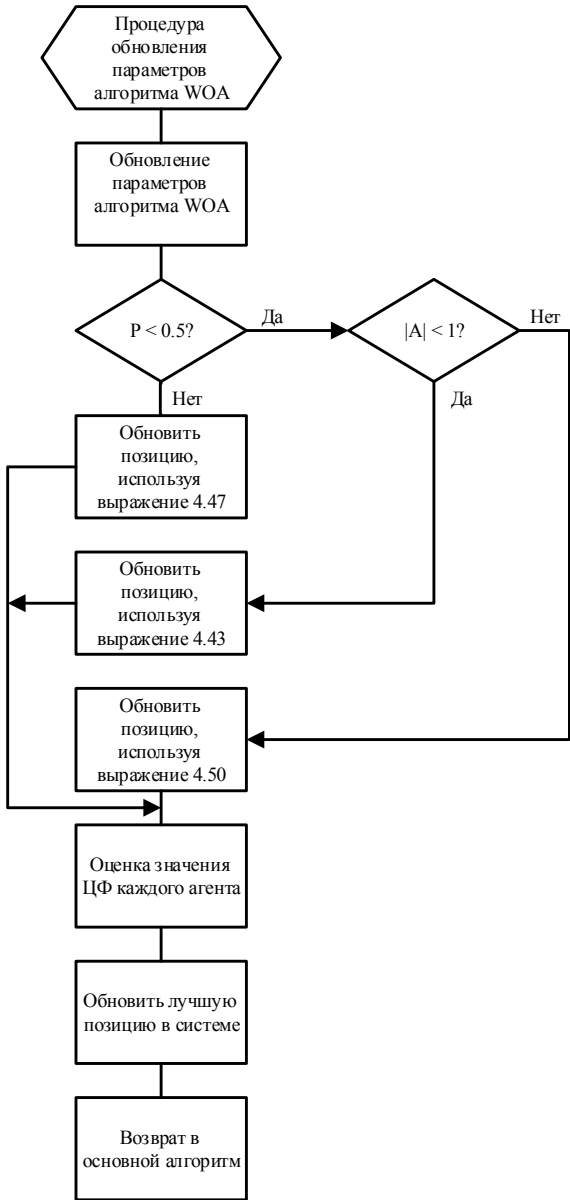 Процедура
обновления
параметров
алгоритма WOA
Обновление
параметров
алгоритма WOA
P < 0.5?
Да
|A| < 1?
Нет
Нет
Да
Обновить
позицию,
используя
выражение 4.47
Обновить
позицию,
используя
выражение 4.43
Обновить
позицию,
используя
выражение 4.50
Оценка значения
ЦФ каждого агента
Обновить лучшую
позицию в системе
Возврат в
основной алгоритм